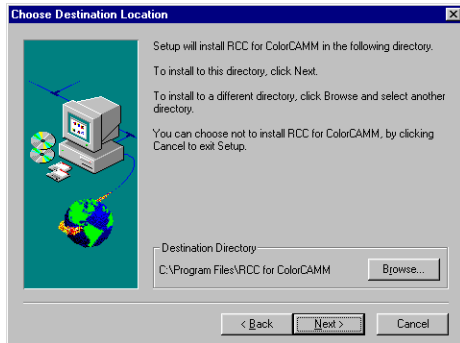 Choose Destination Location
Setup will install RCC for ColorCAMM in the following directory.
To install to this directory, click Next.
To install to a different directory, click Browse and select another
directory.
You can choose not to install RCC for ColorCAMM, by clicking
Cancel to exit Setup.
Destination Directory
C:\Program Files\RCC for ColorCAMM
Browse...
< Back
Next >
Cancel